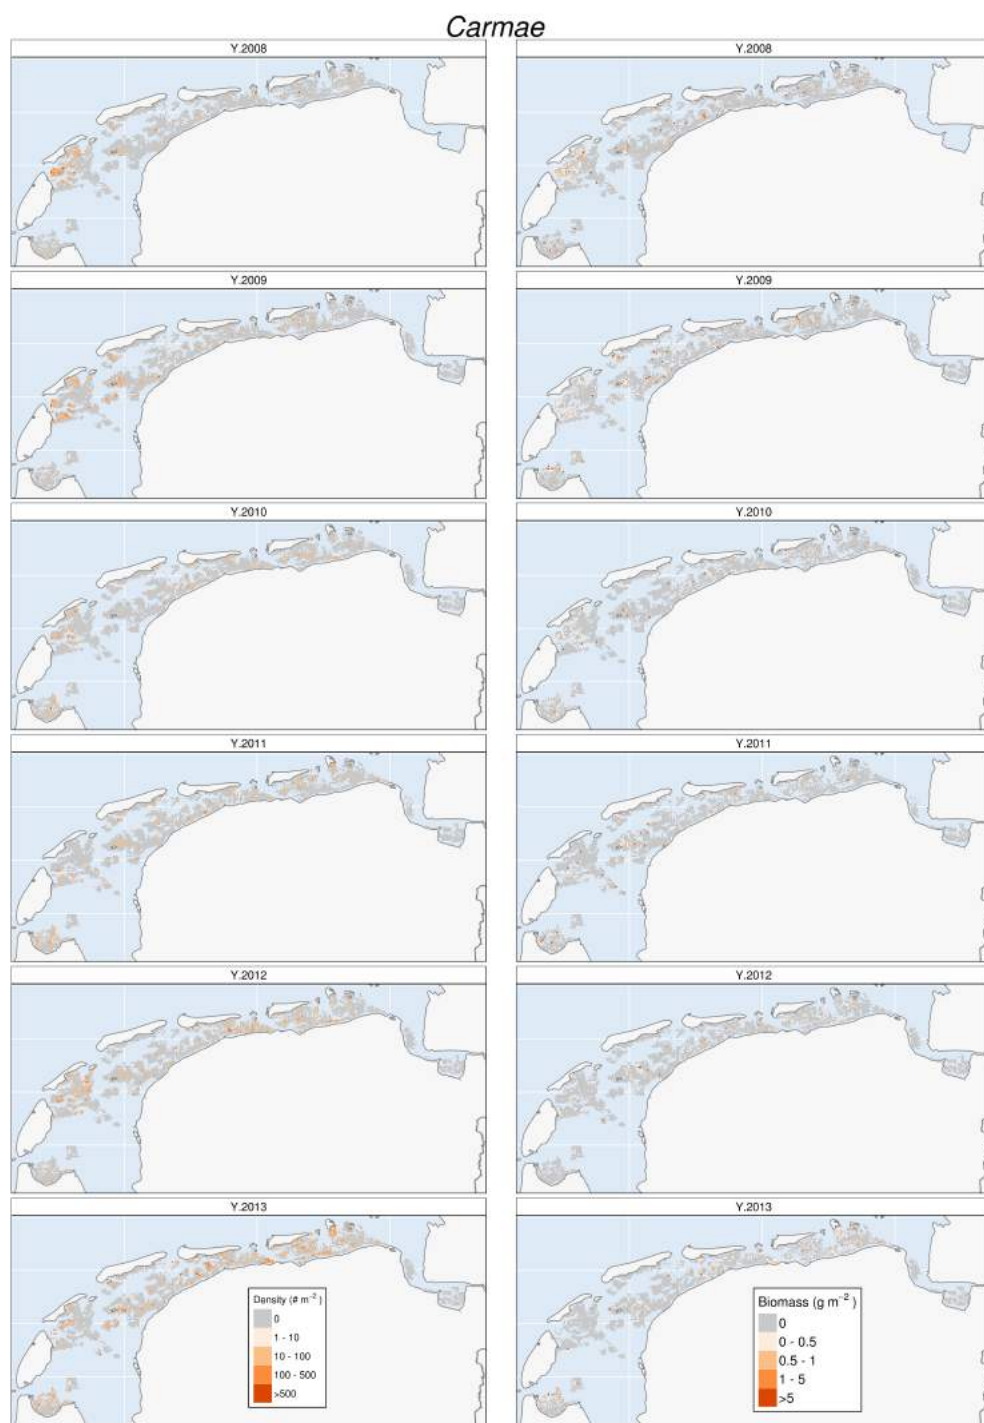 Carmae
Y.2008
Y.2008
Y.2009
Y.2009
Y.2010
Y.2010
Y.2011
Y.2011
Y.2012
Y.2012
Y.2013
Y.2013
Density (# m⁻²)
0
1 - 10
10 - 100
100 - 500
>500
Biomass (g m⁻²)
0
0 - 0.5
0.5 - 1
1 - 5
>5